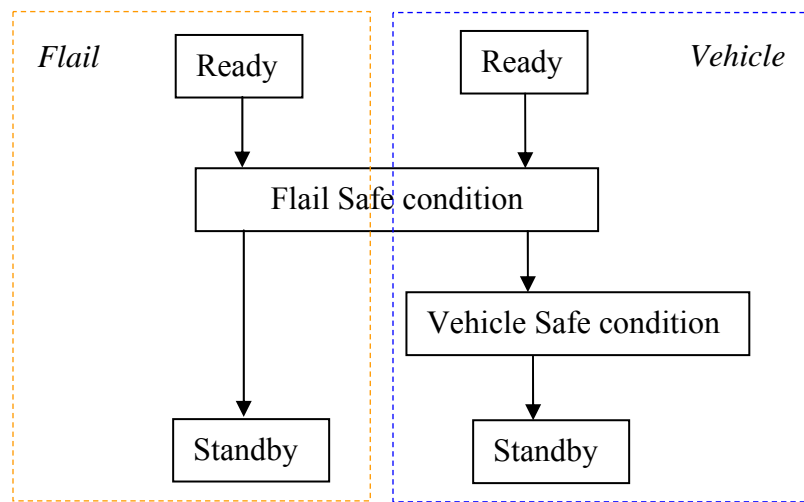 Flail
Ready
Ready
Vehicle
Flail Safe condition
Vehicle Safe condition
Standby
Standby